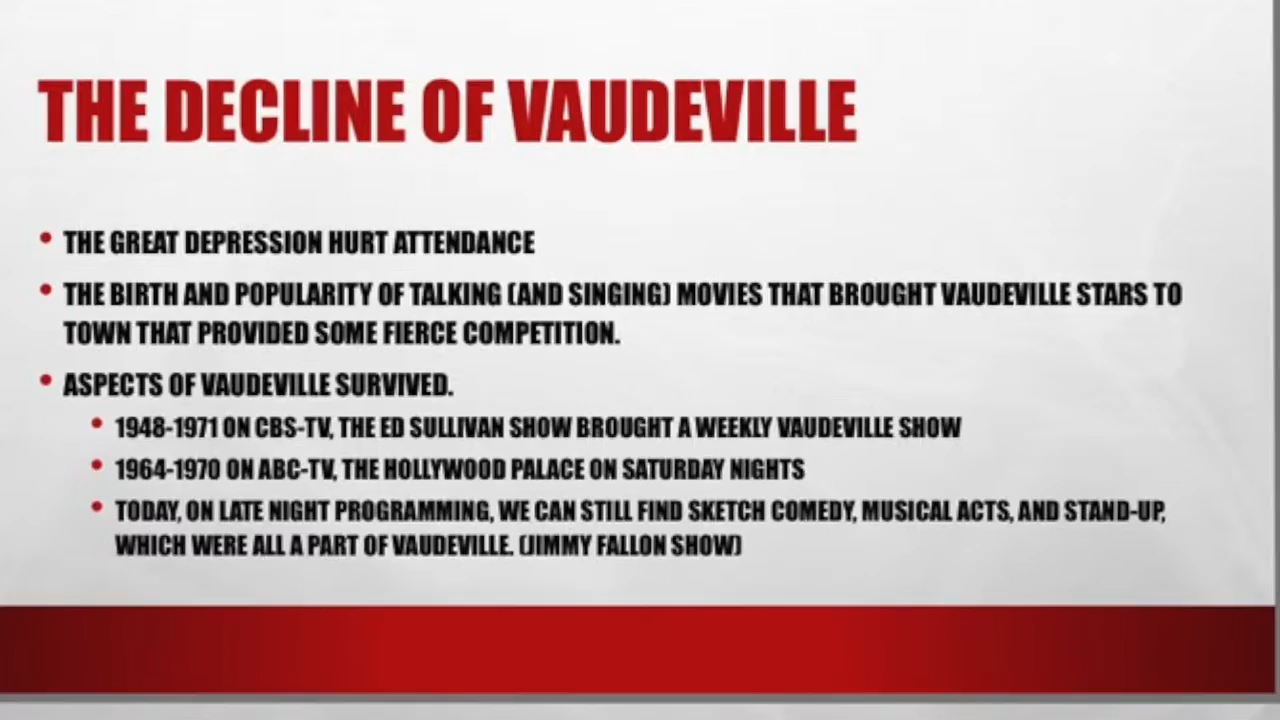 THE DECLINE OF VAUDEVILLE
• THE GREAT DEPRESSION HURT ATTENDANCE
• THE BIRTH AND POPULARITY OF TALKING (AND SINGING) MOVIES THAT BROUGHT VAUDEVILLE STARS TO
TOWN THAT PROVIDED SOME FIERCE COMPETITION.
• ASPECTS OF VAUDEVILLE SURVIVED.
• 1948-1971 ON CBS-TV, THE ED SULLIVAN SHOW BROUGHT A WEEKLY VAUDEVILLE SHOW
• 1964-1970 ON ABC-TV, THE HOLLYWOOD PALACE ON SATURDAY NIGHTS
• TODAY, ON LATE NIGHT PROGRAMMING, WE CAN STILL FIND SKETCH COMEDY, MUSICAL ACTS, AND STAND-UP,
WHICH WERE ALL A PART OF VAUDEVILLE. (JIMMY FALLON SHOW)